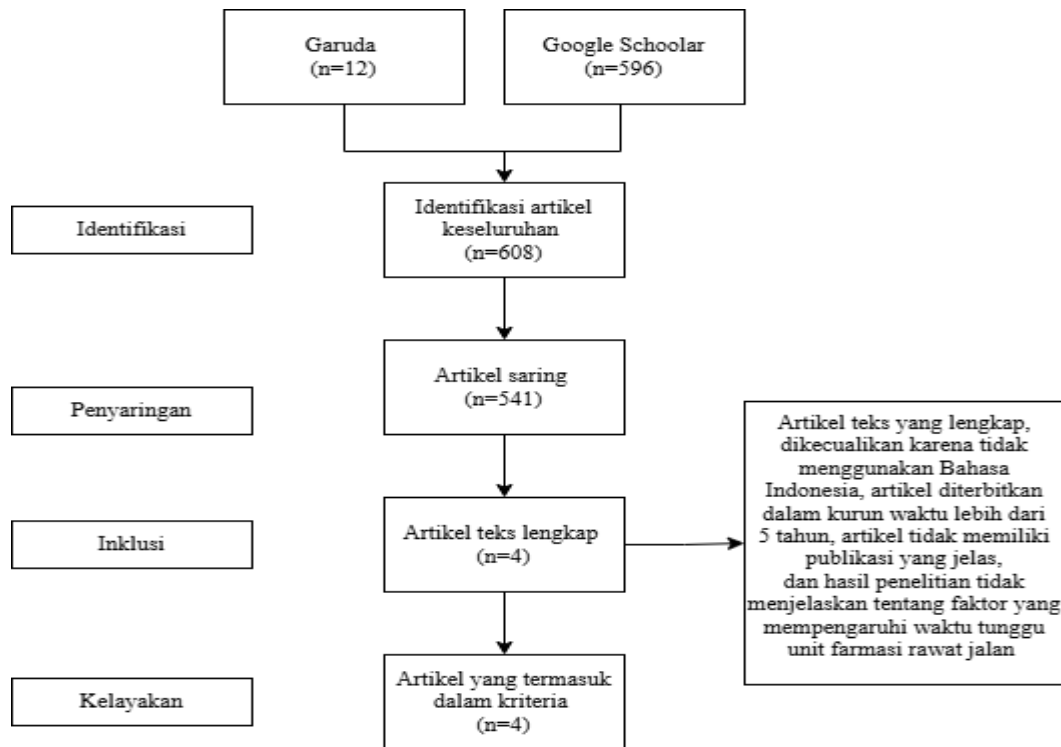 Garuda
(n=12)
Google Schoolar
(n=596)
Identifikasi
Identifikasi artikel
keseluruhan
(n=608)
Penyaringan
Artikel saring
(n=541)
Inklusi
Artikel teks lengkap
(n=4)
Artikel teks yang lengkap,
dikecualikan karena tidak
menggunakan Bahasa
Indonesia, artikel diterbitkan
dalam kurun waktu lebih dari
5 tahun, artikel tidak memiliki
publikasi yang jelas,
dan hasil penelitian tidak
menjelaskan tentang faktor yang
mempengaruhi waktu tunggu
unit farmasi rawat jalan
Kelayakan
Artikel yang termasuk
dalam kriteria
(n=4)